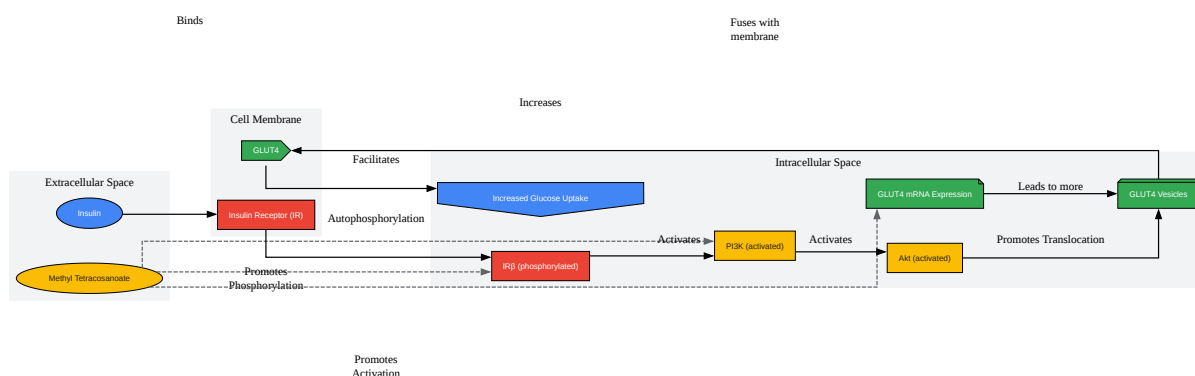 Binds
Fuses with
membrane
Increases
Cell Membrane
GLUT4
Facilitates
Intracellular Space
Extracellular Space
Insulin
Insulin Receptor (IR)
Autophosphorylation
Increased Glucose Uptake
GLUT4 mRNA Expression
Leads to more
GLUT4 Vesicles
Methyl Tetracosanoate
Promotes
Phosphorylation
IRβ (phosphorylated)
Activates
PI3K (activated)
Activates
Akt (activated)
Promotes Translocation
Promotes
Activation